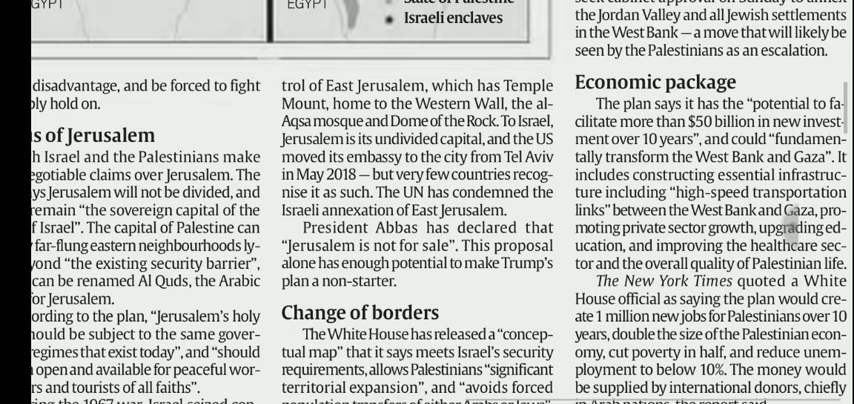 EGYPT
EGYPT
Israeli enclaves
disadvantage, and be forced to fight
hold on.
of Jerusalem
Israel and the Palestinians make
claims over Jerusalem. The
Jerusalem will not be divided, and
remain “the sovereign capital of the
Israel”. The capital of Palestine can
far-flung eastern neighbourhoods ly-
“the existing security barrier”,
can be renamed Al Quds, the Arabic
for Jerusalem.
to the plan, “Jerusalem’s holy
be subject to the same gover-
regimes that exist today”, and “should
open and available for peaceful wor-
and tourists of all faiths”.
the 1967 war, Israel seized con-
trol of East Jerusalem, which has Temple
Mount, home to the Western Wall, the al-
Aqsa mosque and Dome of the Rock. To Israel,
Jerusalem is its undivided capital, and the US
moved its embassy to the city from Tel Aviv
in May 2018 — but very few countries recog-
nise it as such. The UN has condemned the
Israeli annexation of East Jerusalem.
President Abbas has declared that
“Jerusalem is not for sale”. This proposal
alone has enough potential to make Trump’s
plan a non-starter.
Change of borders
The White House has released a “concep-
tual map” that it says meets Israel’s security
requirements, allows Palestinians “significant
territorial expansion”, and “avoids forced
population transfers of either Arabs or Jews”.
the Jordan Valley and all Jewish settlements
in the West Bank — a move that will likely be
seen by the Palestinians as an escalation.
Economic package
The plan says it has the “potential to fa-
cilitate more than $50 billion in new invest-
ment over 10 years”, and could “fundamen-
tally transform the West Bank and Gaza”. It
includes constructing essential infrastruc-
ture including “high-speed transportation
links” between the West Bank and Gaza, pro-
moting private sector growth, upgrading ed-
ucation, and improving the healthcare sec-
tor and the overall quality of Palestinian life.
The New York Times quoted a White
House official as saying the plan would cre-
ate 1 million new jobs for Palestinians over 10
years, double the size of the Palestinian econ-
omy, cut poverty in half, and reduce unem-
ployment to below 10%. The money would
be supplied by international donors, chiefly
in Arab nations, the report said.